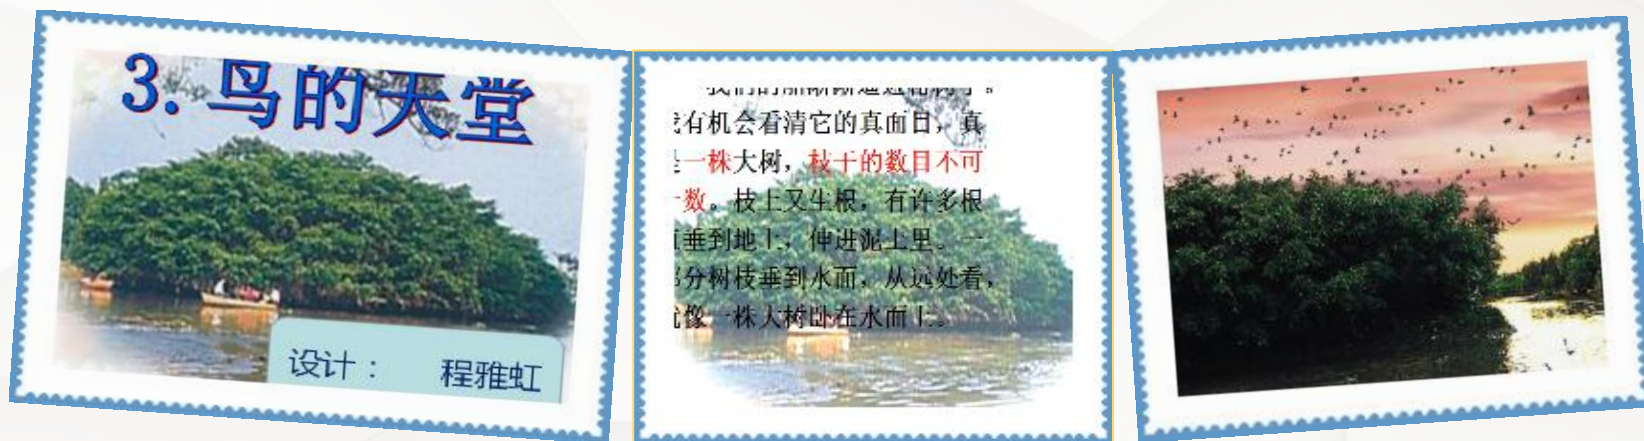 3. 鸟的天堂
设计： 程雅虹
有机会看清它的真面目，真
一株大树，枝干的数目不可
数。枝上又生根，有许多根
垂到地上，伸进泥土里。一
部分树枝垂到水面，从远处看，
就像一株大树卧在水面上。